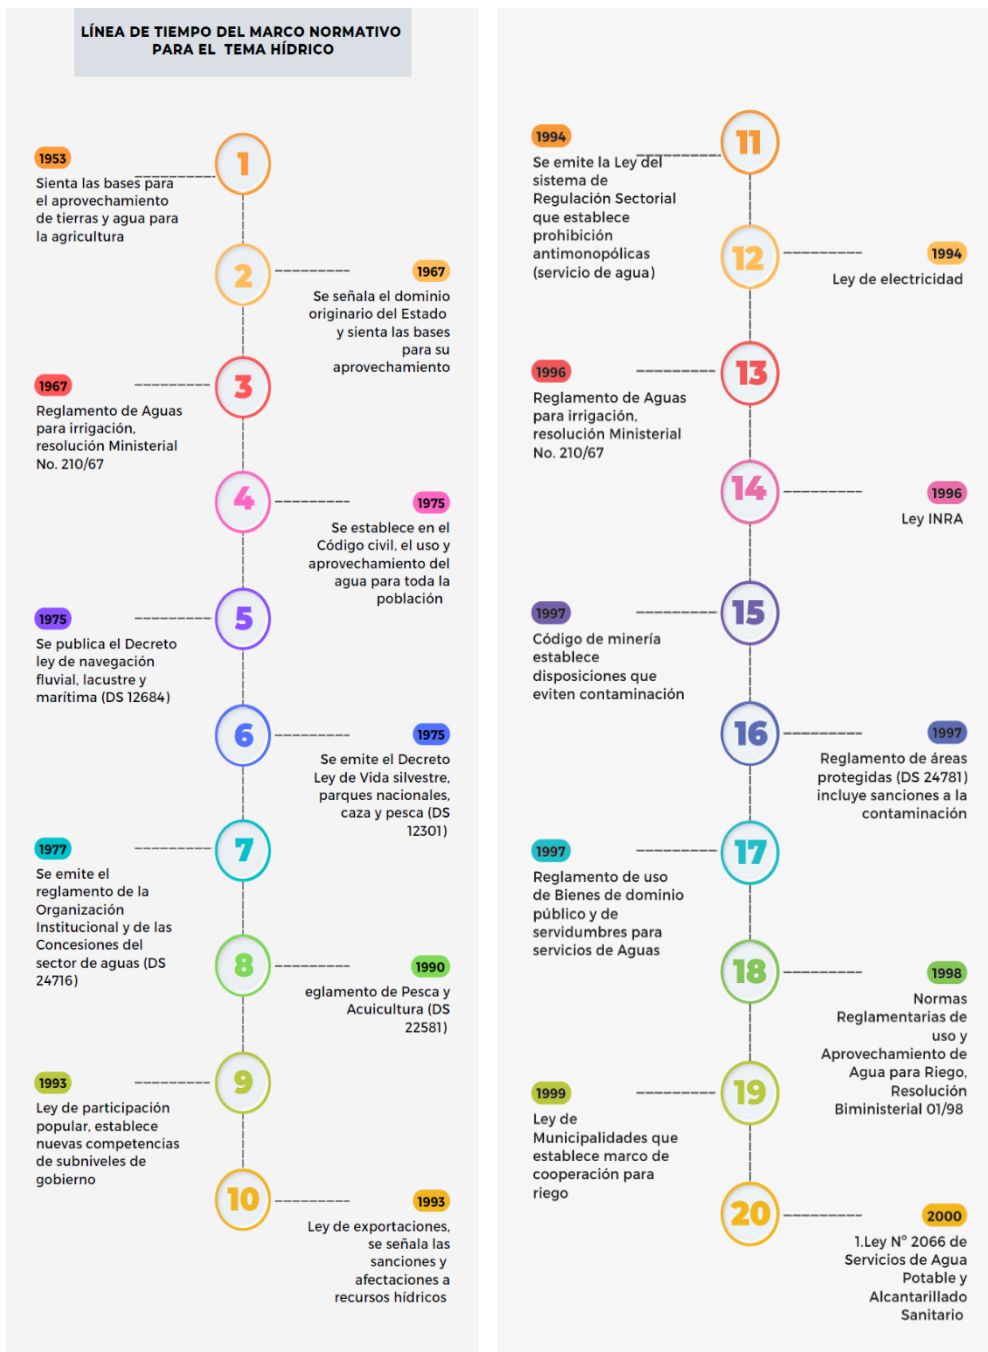 LÍNEA DE TIEMPO DEL MARCO NORMATIVO
PARA EL TEMA HÍDRICO
1
1953
Sienta las bases para
el aprovechamiento
de tierras y agua para
la agricultura
2
1967
Se señala el dominio
originario del Estado
y sienta las bases
para su
aprovechamiento
3
1967
Reglamento de Aguas
para irrigación,
resolución Ministerial
No. 210/67
4
1975
Se establece en el
Código civil, el uso y
aprovechamiento del
agua para toda la
población
5
1975
Se publica el Decreto
ley de navegación
fluvial, lacustre y
marítima (DS 12684)
6
1975
Se emite el Decreto
Ley de Vida silvestre,
parques nacionales,
caza y pesca (DS
12301)
7
1977
Se emite el
reglamento de la
Organización
Institucional y de las
Concesiones del
sector de aguas (DS
24716)
8
1990
eglamento de Pesca y
Acuicultura (DS
22581)
9
1993
Ley de participación
popular, establece
nuevas competencias
de subniveles de
gobierno
10
1993
Ley de exportaciones,
se señala las
sanciones y
afectaciones a
recursos hídricos
11
1994
Se emite la Ley del
sistema de
Regulación Sectorial
que establece
prohibición
antimonopólicas
(servicio de agua)
12
1994
Ley de electricidad
13
1996
Reglamento de Aguas
para irrigación,
resolución Ministerial
No. 210/67
14
1996
Ley INRA
15
1997
Código de minería
establece
disposiciones que
eviten contaminación
16
1997
Reglamento de áreas
protegidas (DS 24781)
incluye sanciones a la
contaminación
17
1997
Reglamento de uso
de Bienes de dominio
público y de
servidumbres para
servicios de Aguas
18
1998
Normas
Reglamentarias de
uso y
Aprovechamiento de
Agua para Riego,
Resolución
Biministerial 01/98
19
1999
Ley de
Municipalidades que
establece marco de
cooperación para
riego
20
2000
1.Ley N° 2066 de
Servicios de Agua
Potable y
Alcantarillado
Sanitario